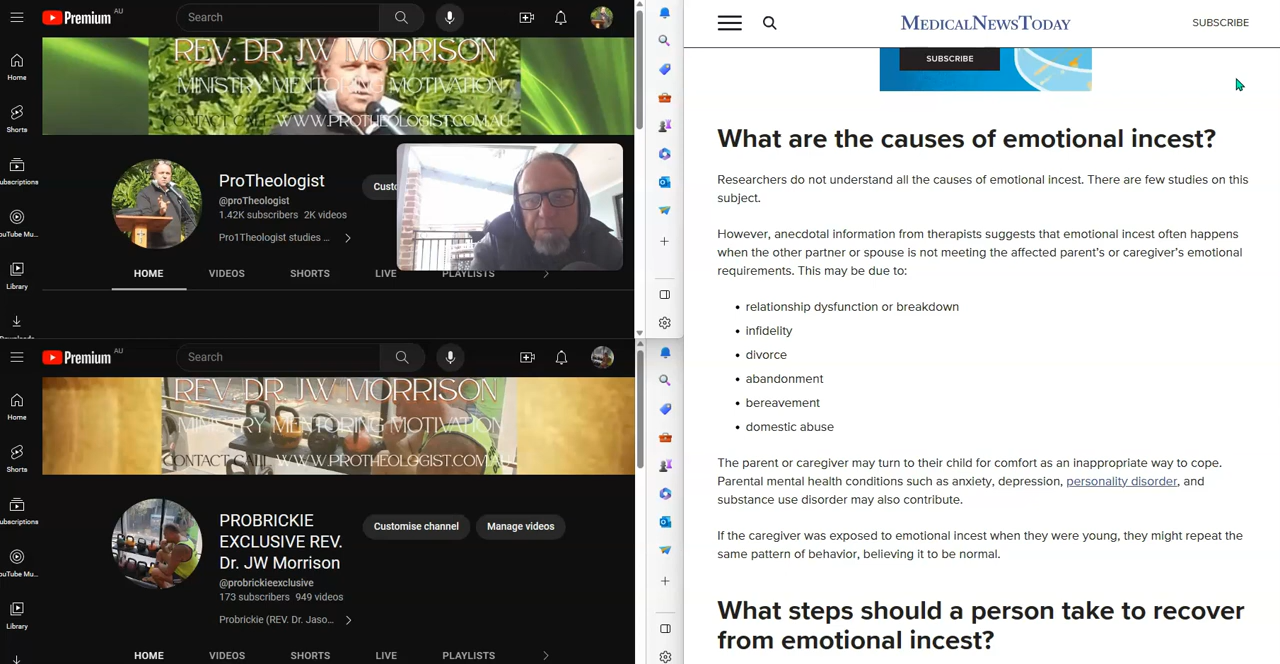 Premium AU
Search
Home
Shorts
Library
REV. DR. JW MORRISON
MINISTRY MENTORING MOTIVATION
CONTACT CALL WWW.PROTHEOLOGIST.COM.AU
ProTheologist
@proTheologist
1.42K subscribers 2K videos
Pro1Theologist studies ...
HOME
VIDEOS
SHORTS
LIVE
PLAYLISTS
Premium AU
Search
Home
Shorts
Library
REV. DR. JW MORRISON
MINISTRY MENTORING MOTIVATION
CONTACT CALL WWW.PROTHEOLOGIST.COM.AU
PROBRICKIE
EXCLUSIVE REV.
Dr. JW Morrison
Customise channel
Manage videos
@probrickieexclusive
173 subscribers 949 videos
Probrickie (REV. Dr. Jaso...
HOME
VIDEOS
SHORTS
LIVE
PLAYLISTS
MEDICALNEWSTODAY
SUBSCRIBE
SUBSCRIBE
What are the causes of emotional incest?
Researchers do not understand all the causes of emotional incest. There are few studies on this
subject.
However, anecdotal information from therapists suggests that emotional incest often happens
when the other partner or spouse is not meeting the affected parent's or caregiver's emotional
requirements. This may be due to:
• relationship dysfunction or breakdown
• infidelity
• divorce
• abandonment
• bereavement
• domestic abuse
The parent or caregiver may turn to their child for comfort as an inappropriate way to cope.
Parental mental health conditions such as anxiety, depression, personality disorder, and
substance use disorder may also contribute.
If the caregiver was exposed to emotional incest when they were young, they might repeat the
same pattern of behavior, believing it to be normal.
What steps should a person take to recover
from emotional incest?